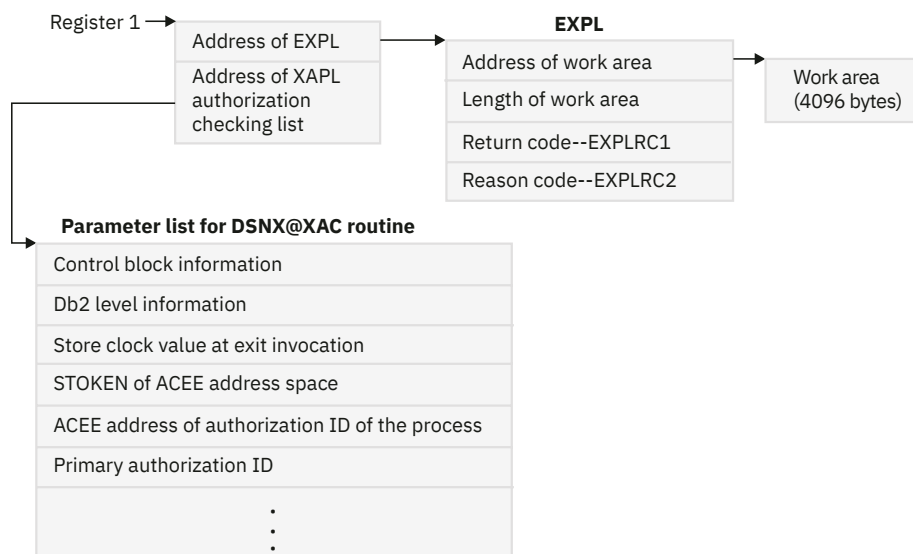 Register 1
Address of EXPL
Address of XAPL
authorization
checking list
EXPL
Address of work area
Length of work area
Return code--EXPLRC1
Reason code--EXPLRC2
Work area
(4096 bytes)
Parameter list for DSNX@XAC routine
Control block information
Db2 level information
Store clock value at exit invocation
STOKEN of ACEE address space
ACEE address of authorization ID of the process
Primary authorization ID
.
.
.